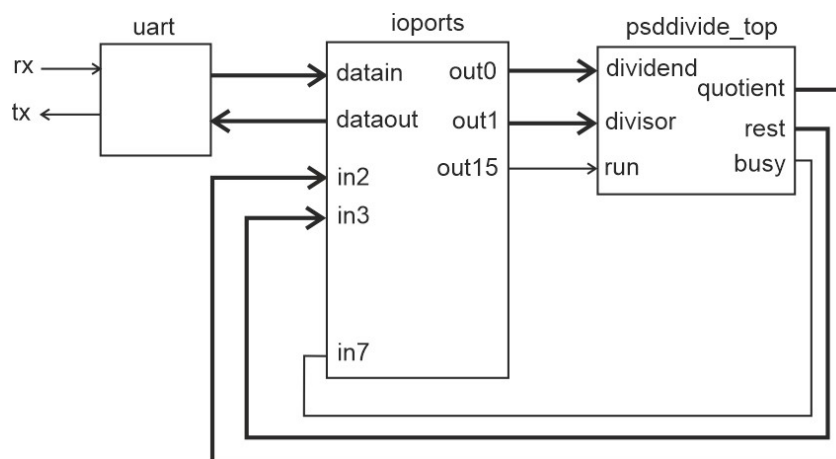 uart
ioports
psddivide_top
rx
tx
datain
dataout
in2
in3
in7
out0
out1
out15
dividend
divisor
run
quotient
rest
busy